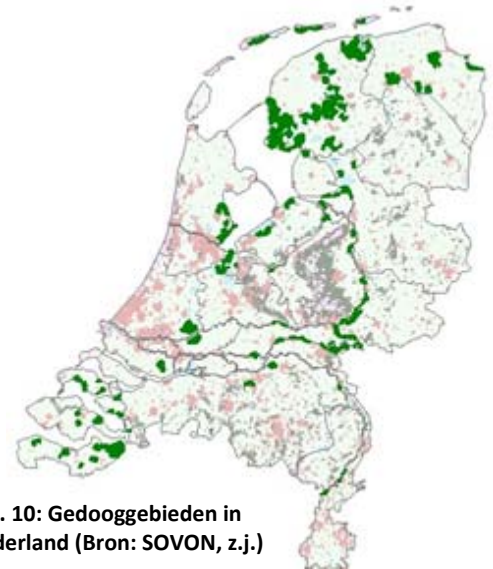 . 10: Gedooggebieden in
derland (Bron: SOVON, z.j.)